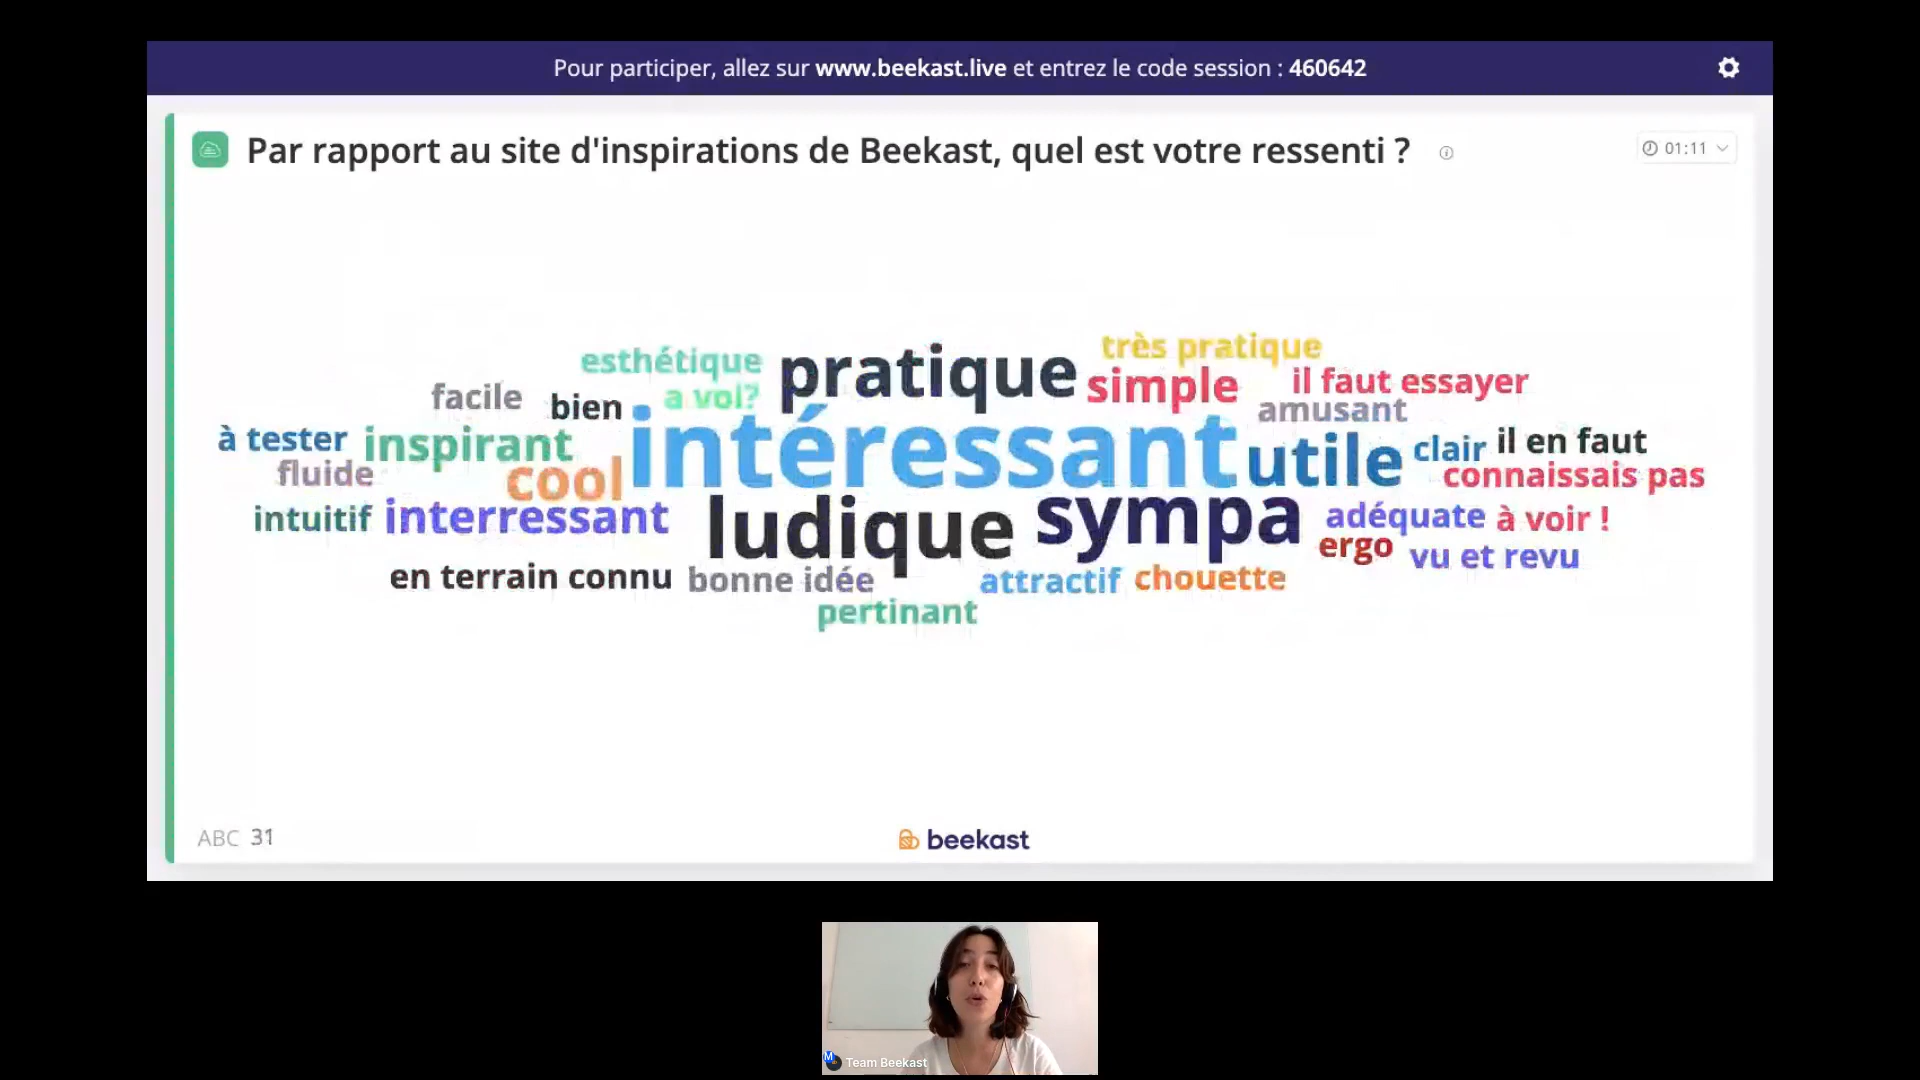 Pour participer, allez sur www.beekast.live et entrez le code session : 460642
Par rapport au site d'inspirations de Beekast, quel est votre ressenti ?
01:11
très pratique
esthétique
pratique
facile
bien
a voi?
simple
il faut essayer
amusant
à tester
inspirant
intéressant
utile
clair
il en faut
fluide
cool
connaissais pas
intuitif
interressant
ludique
sympa
adéquate
à voir !
ergo
vu et revu
en terrain connu
bonne idée
attractif
chouette
pertinant
ABC 31
beekast
Team Beekast